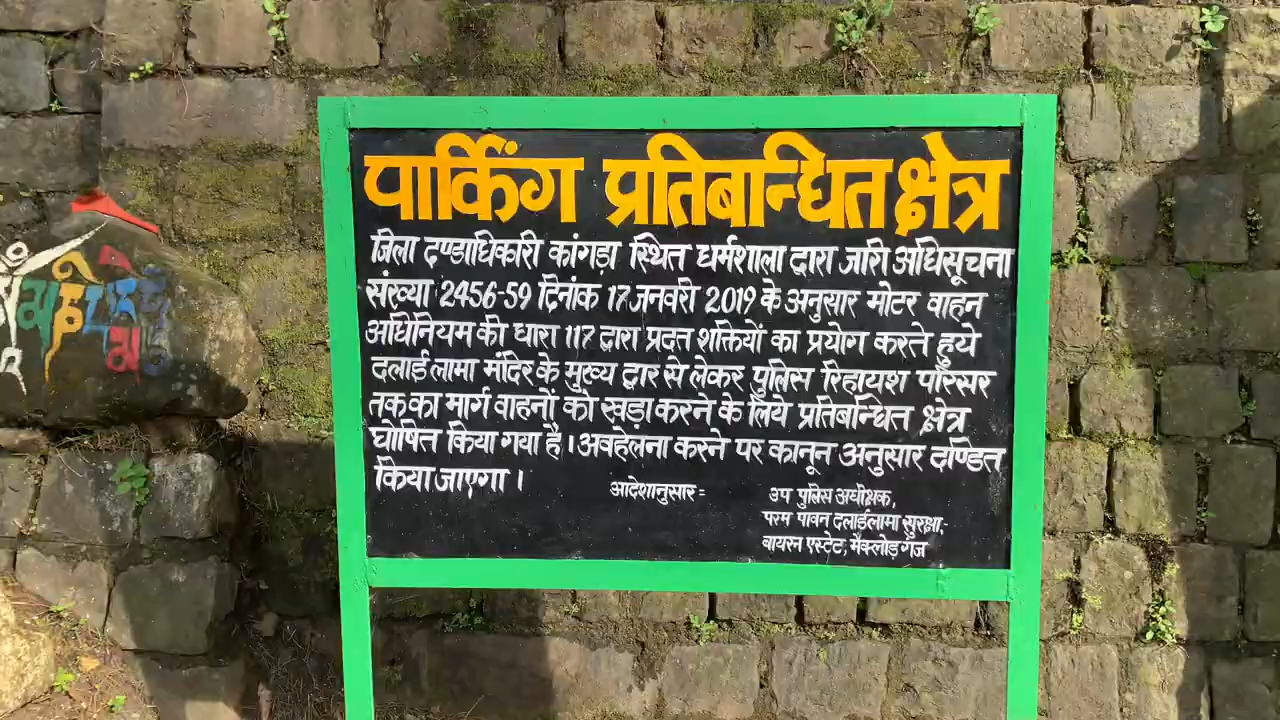 पार्किंग प्रतिबन्धित क्षेत्र
जिला दण्डाधिकारी कांगड़ा स्थित धर्मशाला द्वारा जारी अधिसूचना
संख्या 2456-59 दिनांक 17 जनवरी 2019 के अनुसार मोटर वाहन
अधिनियम की धारा 117 द्वारा प्रदत शक्तियों का प्रयोग करते हुये
दलाई लामा मंदिर के मुख्य द्वार से लेकर पुलिस रिहायश परिसर
तक का मार्ग वाहनों को खड़ा करने के लिये प्रतिबन्धित क्षेत्र
घोषित किया गया है। अवहेलना करने पर कानून अनुसार दण्डित
किया जाएगा।
आदेशानुसार =
उप पुलिस अधीक्षक,
परम पावन दलाईलामा सुरक्षा,
बायरन एस्टेट, मैक्लोड़ गंज